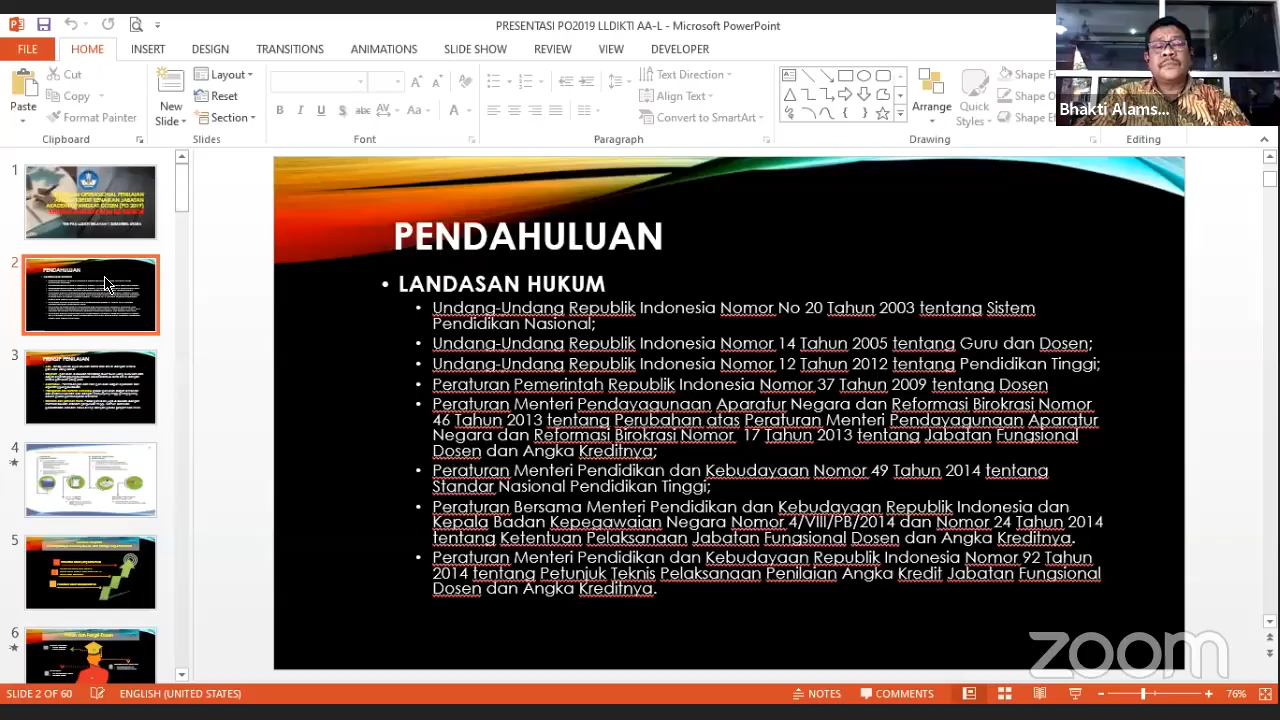 PRESENTASI PO2019 LLDIKTI AA-L - Microsoft PowerPoint
FILE HOME INSERT DESIGN TRANSITIONS ANIMATIONS SLIDE SHOW REVIEW VIEW DEVELOPER
Paste
Cut
Copy
Format Painter
Clipboard
New
Slide
Layout
Reset
Section
Slides
B I U S
Font
Text Direction
Align Text
Convert to SmartArt
Paragraph
Arrange
Quick
Styles
Shape
Shape
Shape
Drawing
Editing
Bhakti Alams...
1
2
PENDAHULUAN
3
PRINSIP PENILAIAN
4
5
6
PENDAHULUAN
• LANDASAN HUKUM
• Undang-undang Republik Indonesia Nomor No 20 Tahun 2003 tentang Sistem
Pendidikan Nasional;
• Undang-Undang Republik Indonesia Nomor 14 Tahun 2005 tentang Guru dan Dosen;
• Undang-Undang Republik Indonesia Nomor 12 Tahun 2012 tentang Pendidikan Tinggi;
• Peraturan Pemerintah Republik Indonesia Nomor 37 Tahun 2009 tentang Dosen
• Peraturan Menteri Pendayagunaan Aparatur Negara dan Reformasi Birokrasi Nomor
46 Tahun 2013 tentang Perubahan atas Peraturan Menteri Pendayagunaan Aparatur
Negara dan Reformasi Birokrasi Nomor 17 Tahun 2013 tentang Jabatan Fungsional
Dosen dan Angka Kreditnya;
• Peraturan Menteri Pendidikan dan Kebudayaan Nomor 49 Tahun 2014 tentang
Standar Nasional Pendidikan Tinggi;
• Peraturan Bersama Menteri Pendidikan dan Kebudayaan Republik Indonesia dan
Kepala Badan Kepegawaian Negara Nomor 4/VIII/PB/2014 dan Nomor 24 Tahun 2014
tentang Ketentuan Pelaksanaan Jabatan Fungsional Dosen dan Angka Kreditnya.
• Peraturan Menteri Pendidikan dan Kebudayaan Republik Indonesia Nomor 92 Tahun
2014 tentang Petunjuk Teknis Pelaksanaan Penilaian Angka Kredit Jabatan Fungsional
Dosen dan Angka Kreditnya.
zoom
SLIDE 2 OF 60 ENGLISH (UNITED STATES) NOTES COMMENTS 76%